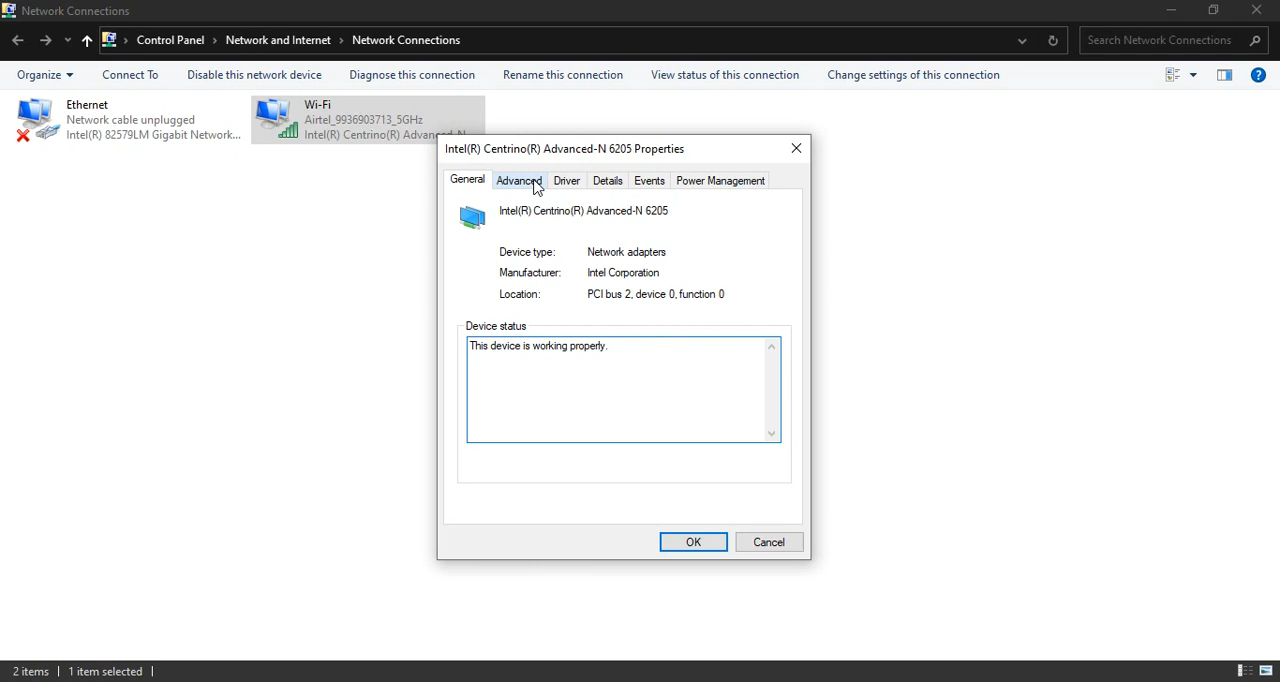 Network Connections
Control Panel › Network and Internet › Network Connections
Search Network Connections
Organize Connect To Disable this network device Diagnose this connection Rename this connection View status of this connection Change settings of this connection
Ethernet
Network cable unplugged
Intel(R) 82579LM Gigabit Network...
Wi-Fi
Airtel_9936903713_5GHz
Intel(R) Centrino(R) Advanced-N
Intel(R) Centrino(R) Advanced-N 6205 Properties
General Advanced Driver Details Events Power Management
Intel(R) Centrino(R) Advanced-N 6205
Device type: Network adapters
Manufacturer: Intel Corporation
Location: PCI bus 2, device 0, function 0
Device status
This device is working properly.
OK Cancel
2 items 1 item selected